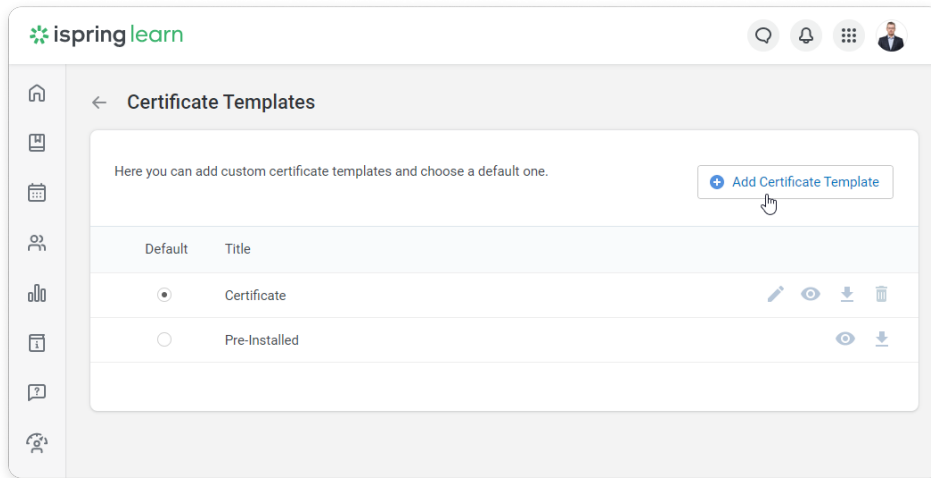 ispring learn
Certificate Templates
Here you can add custom certificate templates and choose a default one.
Add Certificate Template
Default Title
Certificate
Pre-Installed